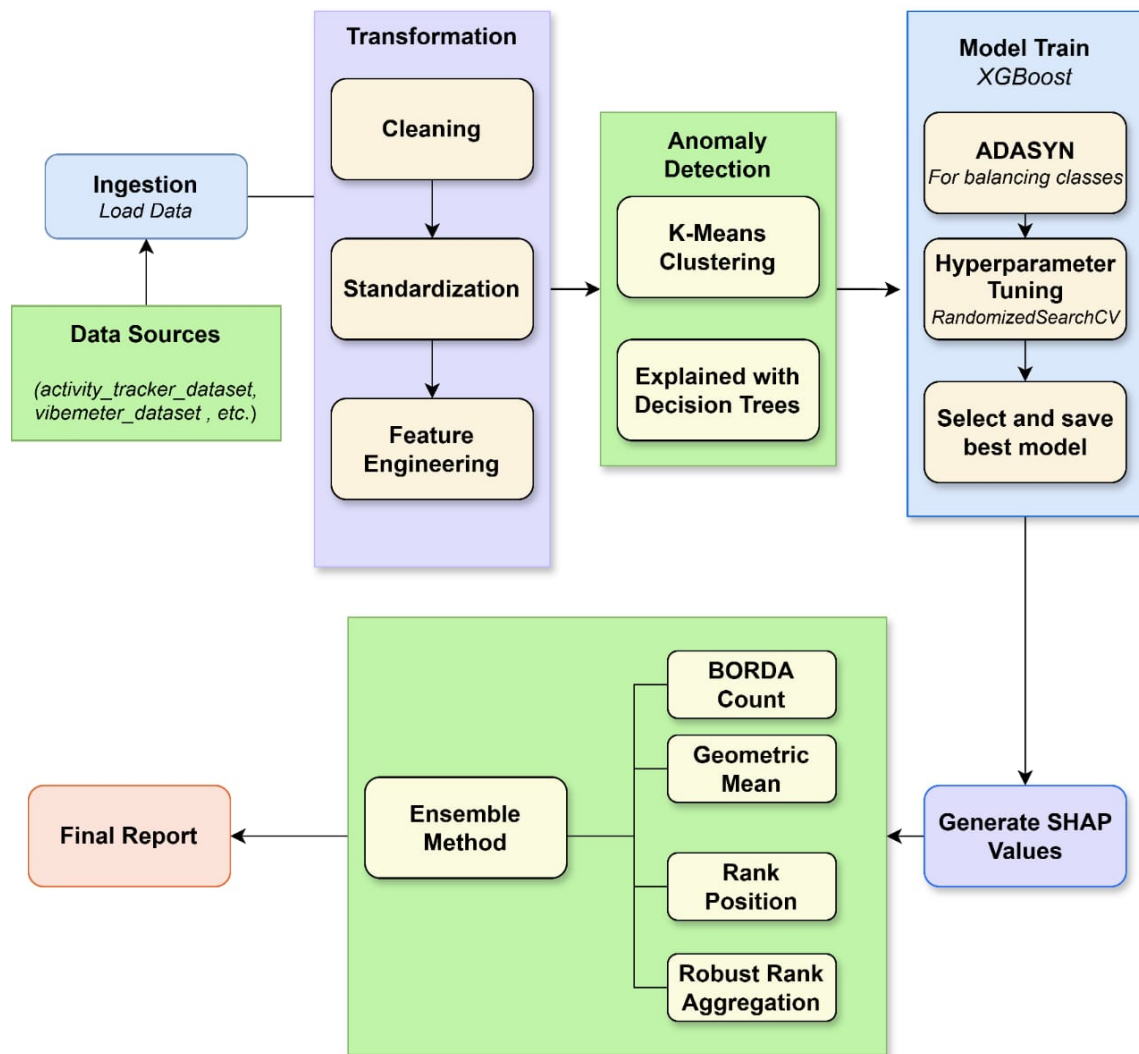 Transformation
Cleaning
Standardization
Feature
Engineering
Ingestion
Load Data
Data Sources
(activity_tracker_dataset,
vibemeter_dataset , etc.)
Anomaly
Detection
K-Means
Clustering
Explained with
Decision Trees
Model Train
XGBoost
ADASYN
For balancing classes
Hyperparameter
Tuning
RandomizedSearchCV
Select and save
best model
Generate SHAP
Values
BORDA
Count
Geometric
Mean
Rank
Position
Robust Rank
Aggregation
Ensemble
Method
Final Report